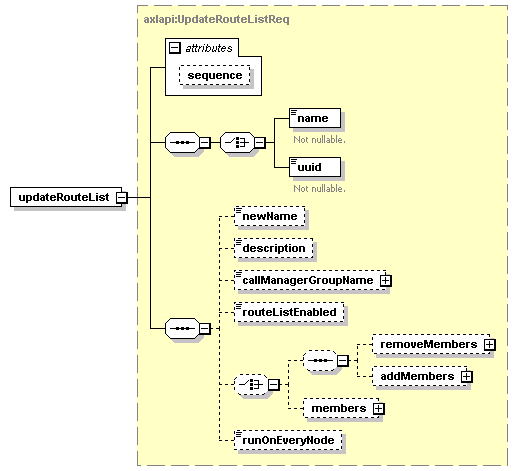 axlapi:UpdateRouteListReq
attributes
sequence
name
Not nullable.
uuid
Not nullable.
updateRouteList
newName
description
callManagerGroupName
routeListEnabled
removeMembers
addMembers
members
runOnEveryNode